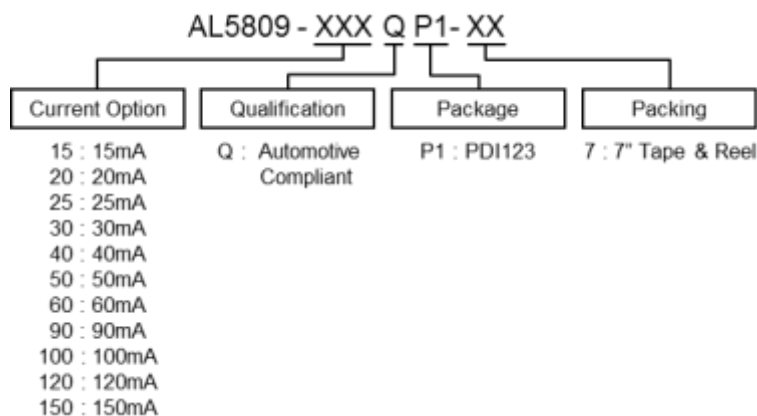 AL5809 - XXX Q P1- XX
Current Option Qualification Package Packing
15 : 15mA Q : Automotive P1 : PDI123 7 : 7" Tape & Reel
20 : 20mA Compliant
25 : 25mA
30 : 30mA
40 : 40mA
50 : 50mA
60 : 60mA
90 : 90mA
100 : 100mA
120 : 120mA
150 : 150mA